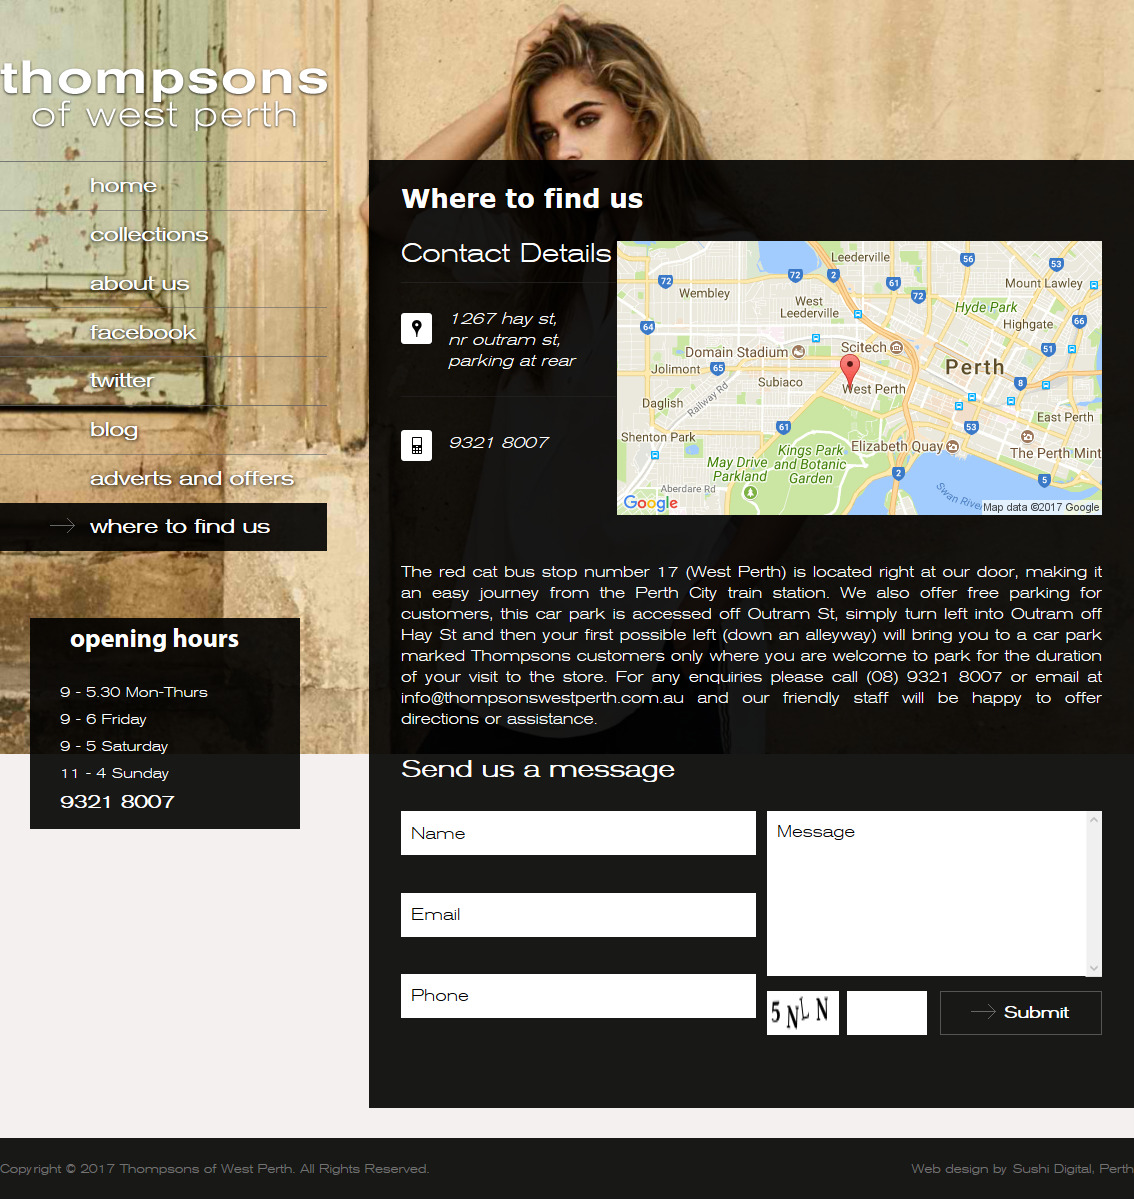 thompsons
of west perth
home
collections
about us
facebook
twitter
blog
adverts and offers
where to find us
opening hours
9 - 5.30 Mon-Thurs
9 - 6 Friday
9 - 5 Saturday
11 - 4 Sunday
9321 8007
Where to find us
Contact Details
1267 hay st,
nr outram st,
parking at rear
9321 8007
Leederville
56
53
72
72
2
61
72
Mount Lawley
Wembley
West
Leederville
Hyde Park
Highgate
66
64
Domain Stadium
Scitech
51
Jolimont
65
Perth
Subiaco
West Perth
8
Daglish
Railway Rd
East Perth
61
53
Shenton Park
Kings Park
and Botanic
Garden
Elizabeth Quay
The Perth Mint
May Drive
Parkland
2
5
Aberdare Rd
Swan River
Google
Map data ©2017 Google
The red cat bus stop number 17 (West Perth) is located right at our door, making it
an easy journey from the Perth City train station. We also offer free parking for
customers, this car park is accessed off Outram St, simply turn left into Outram off
Hay St and then your first possible left (down an alleyway) will bring you to a car park
marked Thompsons customers only where you are welcome to park for the duration
of your visit to the store. For any enquiries please call (08) 9321 8007 or email at
info@thompsonswestperth.com.au and our friendly staff will be happy to offer
directions or assistance.
Send us a message
Name
Email
Phone
Message
5NLN
Submit
Copyright © 2017 Thompsons of West Perth. All Rights Reserved.
Web design by Sushi Digital, Perth